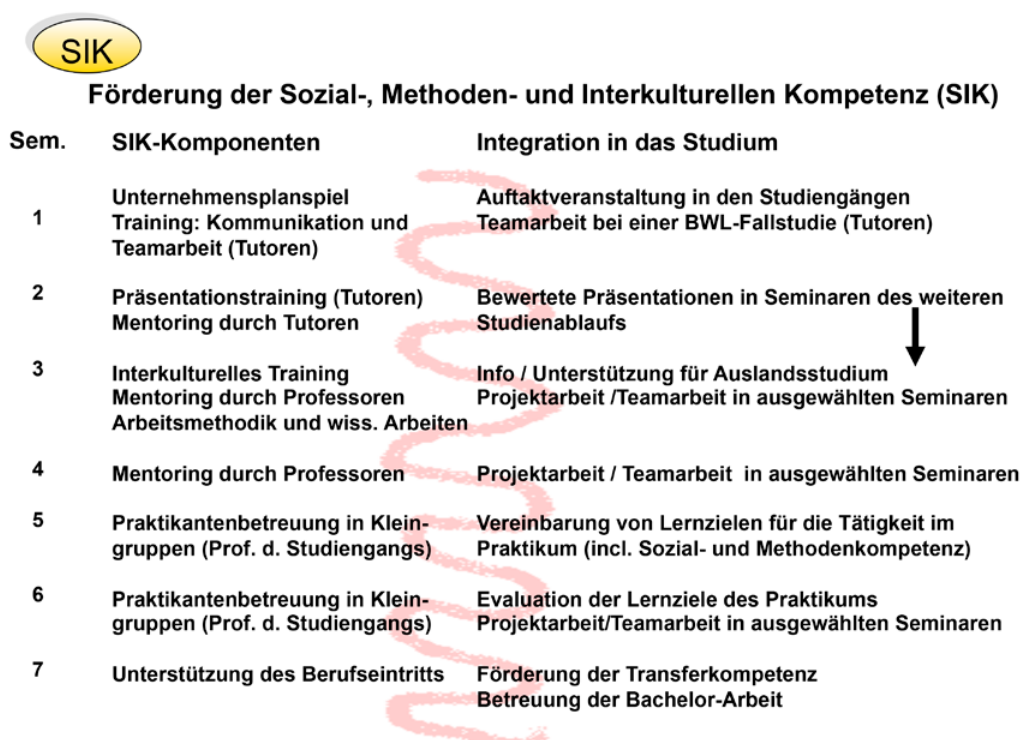 SIK
Förderung der Sozial-, Methoden- und Interkulturellen Kompetenz (SIK)
Sem. SIK-Komponenten Integration in das Studium
1
Unternehmensplanspiel
Training: Kommunikation und
Teamarbeit (Tutoren)
Auftaktveranstaltung in den Studiengängen
Teamarbeit bei einer BWL-Fallstudie (Tutoren)
2
Präsentationstraining (Tutoren)
Mentoring durch Tutoren
Bewertete Präsentationen in Seminaren des weiteren
Studienablaufs
3
Interkulturelles Training
Mentoring durch Professoren
Arbeitsmethodik und wiss. Arbeiten
Info / Unterstützung für Auslandsstudium
Projektarbeit /Teamarbeit in ausgewählten Seminaren
4
Mentoring durch Professoren
Projektarbeit / Teamarbeit in ausgewählten Seminaren
5
Praktikantenbetreuung in Klein-
gruppen (Prof. d. Studiengangs)
Vereinbarung von Lernzielen für die Tätigkeit im
Praktikum (incl. Sozial- und Methodenkompetenz)
6
Praktikantenbetreuung in Klein-
gruppen (Prof. d. Studiengangs)
Evaluation der Lernziele des Praktikums
Projektarbeit/Teamarbeit in ausgewählten Seminaren
7
Unterstützung des Berufseintritts
Förderung der Transferkompetenz
Betreuung der Bachelor-Arbeit